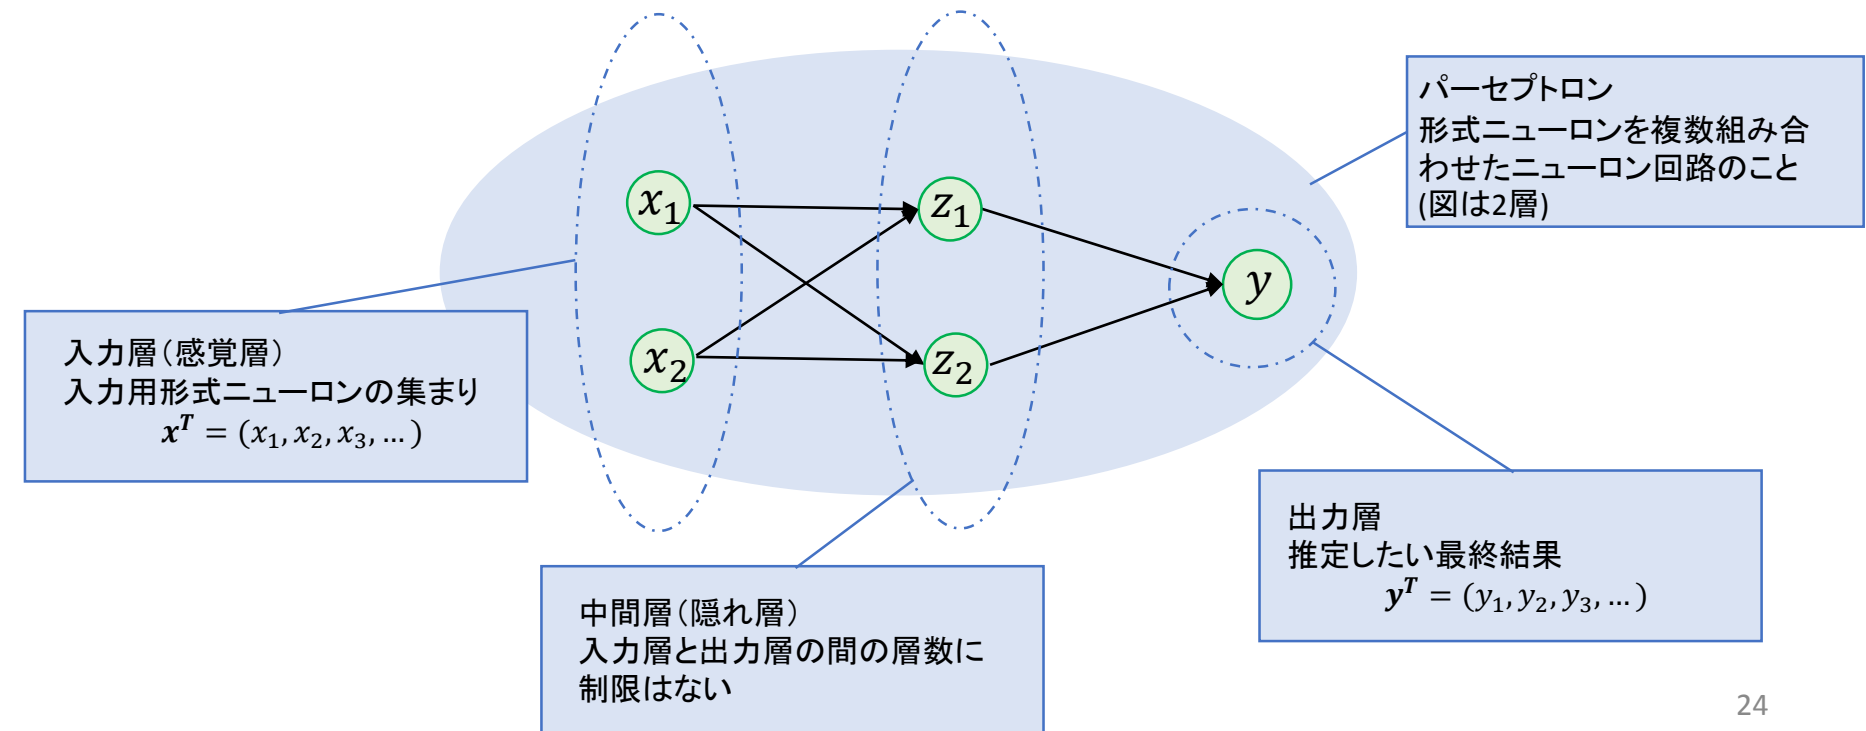 パーセプトロン
形式ニューロンを複数組み合
わせたニューロン回路のこと
(図は2層)
x₁
z₁
y
x₂
z₂
入力層(感覚層)
入力用形式ニューロンの集まり
xᵀ = (x₁, x₂, x₃, …)
中間層(隠れ層)
入力層と出力層の間の層数に
制限はない
出力層
推定したい最終結果
yᵀ = (y₁, y₂, y₃, …)
24